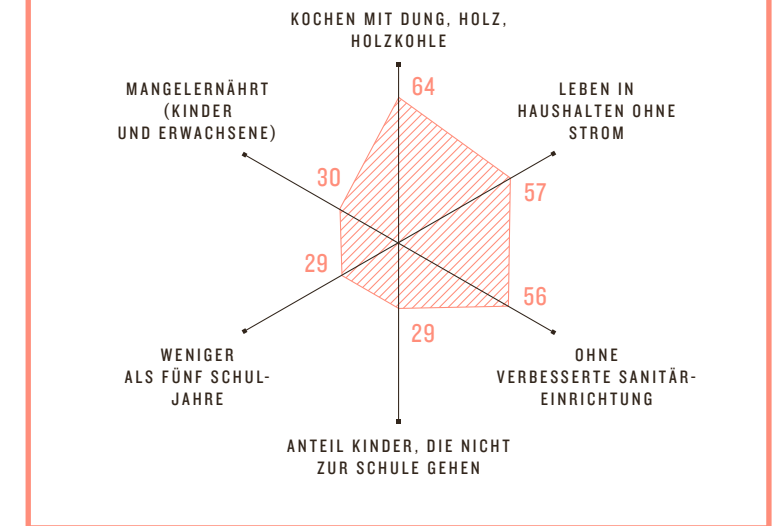 KOCHEN MIT DUNG, HOLZ,
HOLZKOHLE
64
MANGELERNÄHRT
(KINDER
UND ERWACHSENE)
LEBEN IN
HAUSHALTEN OHNE
STROM
30
57
29
56
29
WENIGER
ALS FÜNF SCHUL-
JAHRE
OHNE
VERBESSERTE SANITÄR-
EINRICHTUNG
ANTEIL KINDER, DIE NICHT
ZUR SCHULE GEHEN